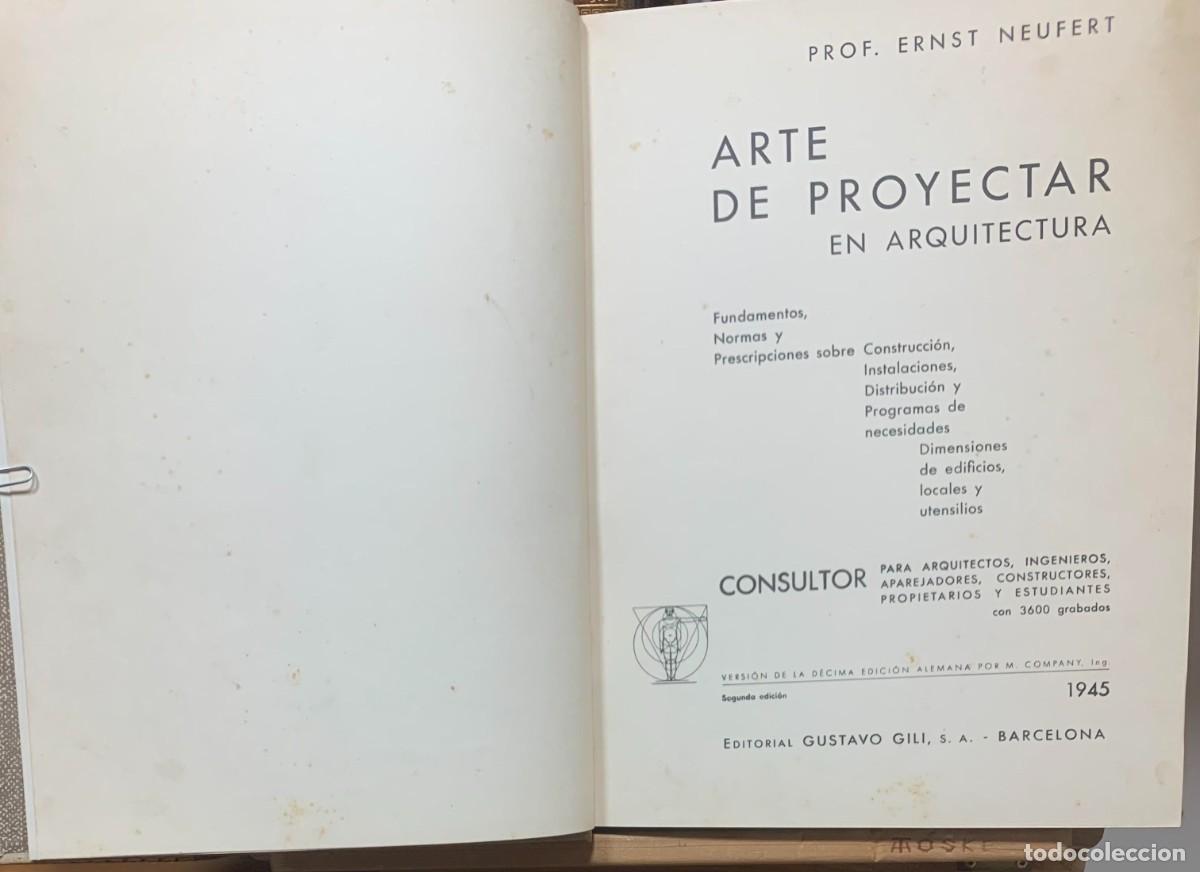 PROF. ERNST NEUFERT
ARTE
DE PROYECTAR
EN ARQUITECTURA
Fundamentos,
Normas y
Prescripciones sobre Construcción,
Instalaciones,
Distribución y
Programas de
necesidades
Dimensiones
de edificios,
locales y
utensilios
CONSULTOR PARA ARQUITECTOS, INGENIEROS,
APAREJADORES, CONSTRUCTORES,
PROPIETARIOS Y ESTUDIANTES
con 3600 grabados
VERSIÓN DE LA DÉCIMA EDICIÓN ALEMANA POR M. COMPANY, Ing.
Segunda edición 1945
EDITORIAL GUSTAVO GILI, S. A. - BARCELONA
todocoleccion